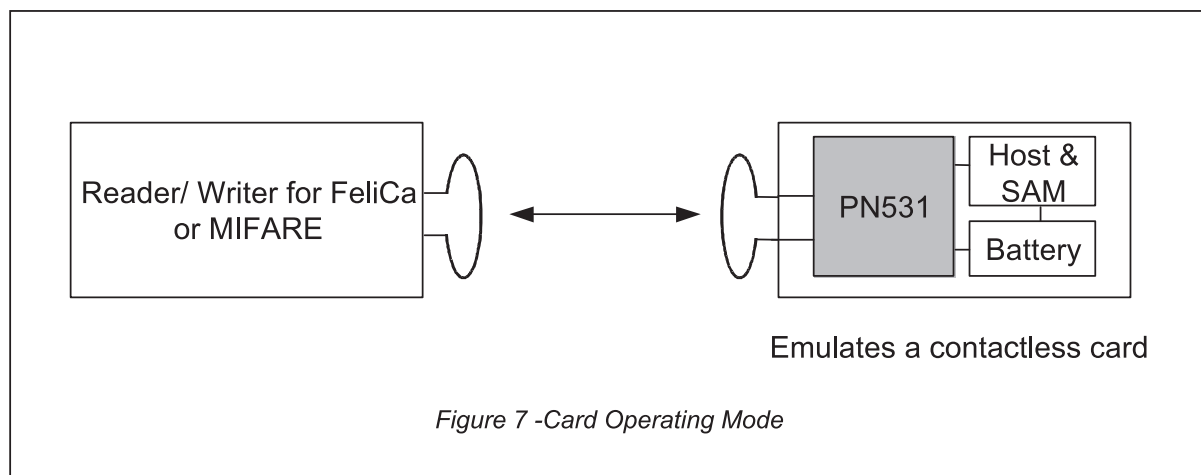 Reader/ Writer for FeliCa
or MIFARE
PN531
Host &
SAM
Battery
Emulates a contactless card
Figure 7 -Card Operating Mode